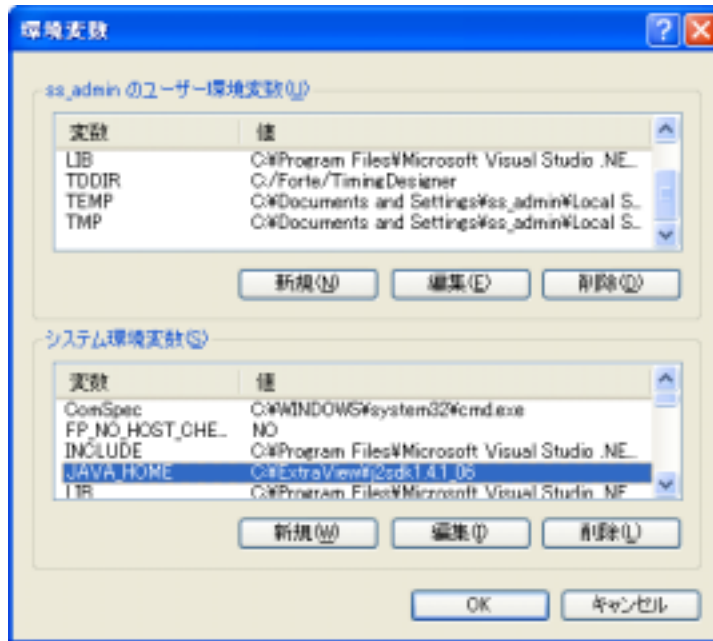 環境変数
ss_admin のユーザー環境変数(U)
変数 値
LIB C:¥Program Files¥Microsoft Visual Studio .NE...
TDDIR C:/Forte/TimingDesigner
TEMP C:¥Documents and Settings¥ss_admin¥Local S...
TMP C:¥Documents and Settings¥ss_admin¥Local S...
新規(N) 編集(E) 削除(D)
システム環境変数(S)
変数 値
ComSpec C:¥WINDOWS¥system32¥cmd.exe
FP_NO_HOST_CHE... NO
INCLUDE C:¥Program Files¥Microsoft Visual Studio .NE...
JAVA_HOME C:¥ExtraView¥j2sdk1.4.1_06
LIB C:¥Program Files¥Microsoft Visual Studio .NE
新規(W) 編集(I) 削除(L)
OK キャンセル